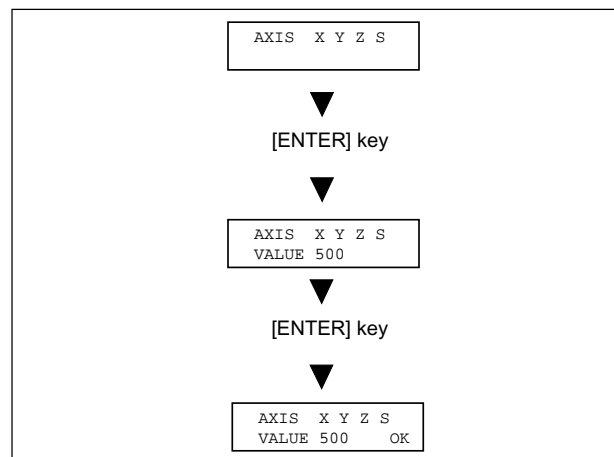 AXIS X Y Z S
[ENTER] key
AXIS X Y Z S
VALUE 500
[ENTER] key
AXIS X Y Z S
VALUE 500 OK